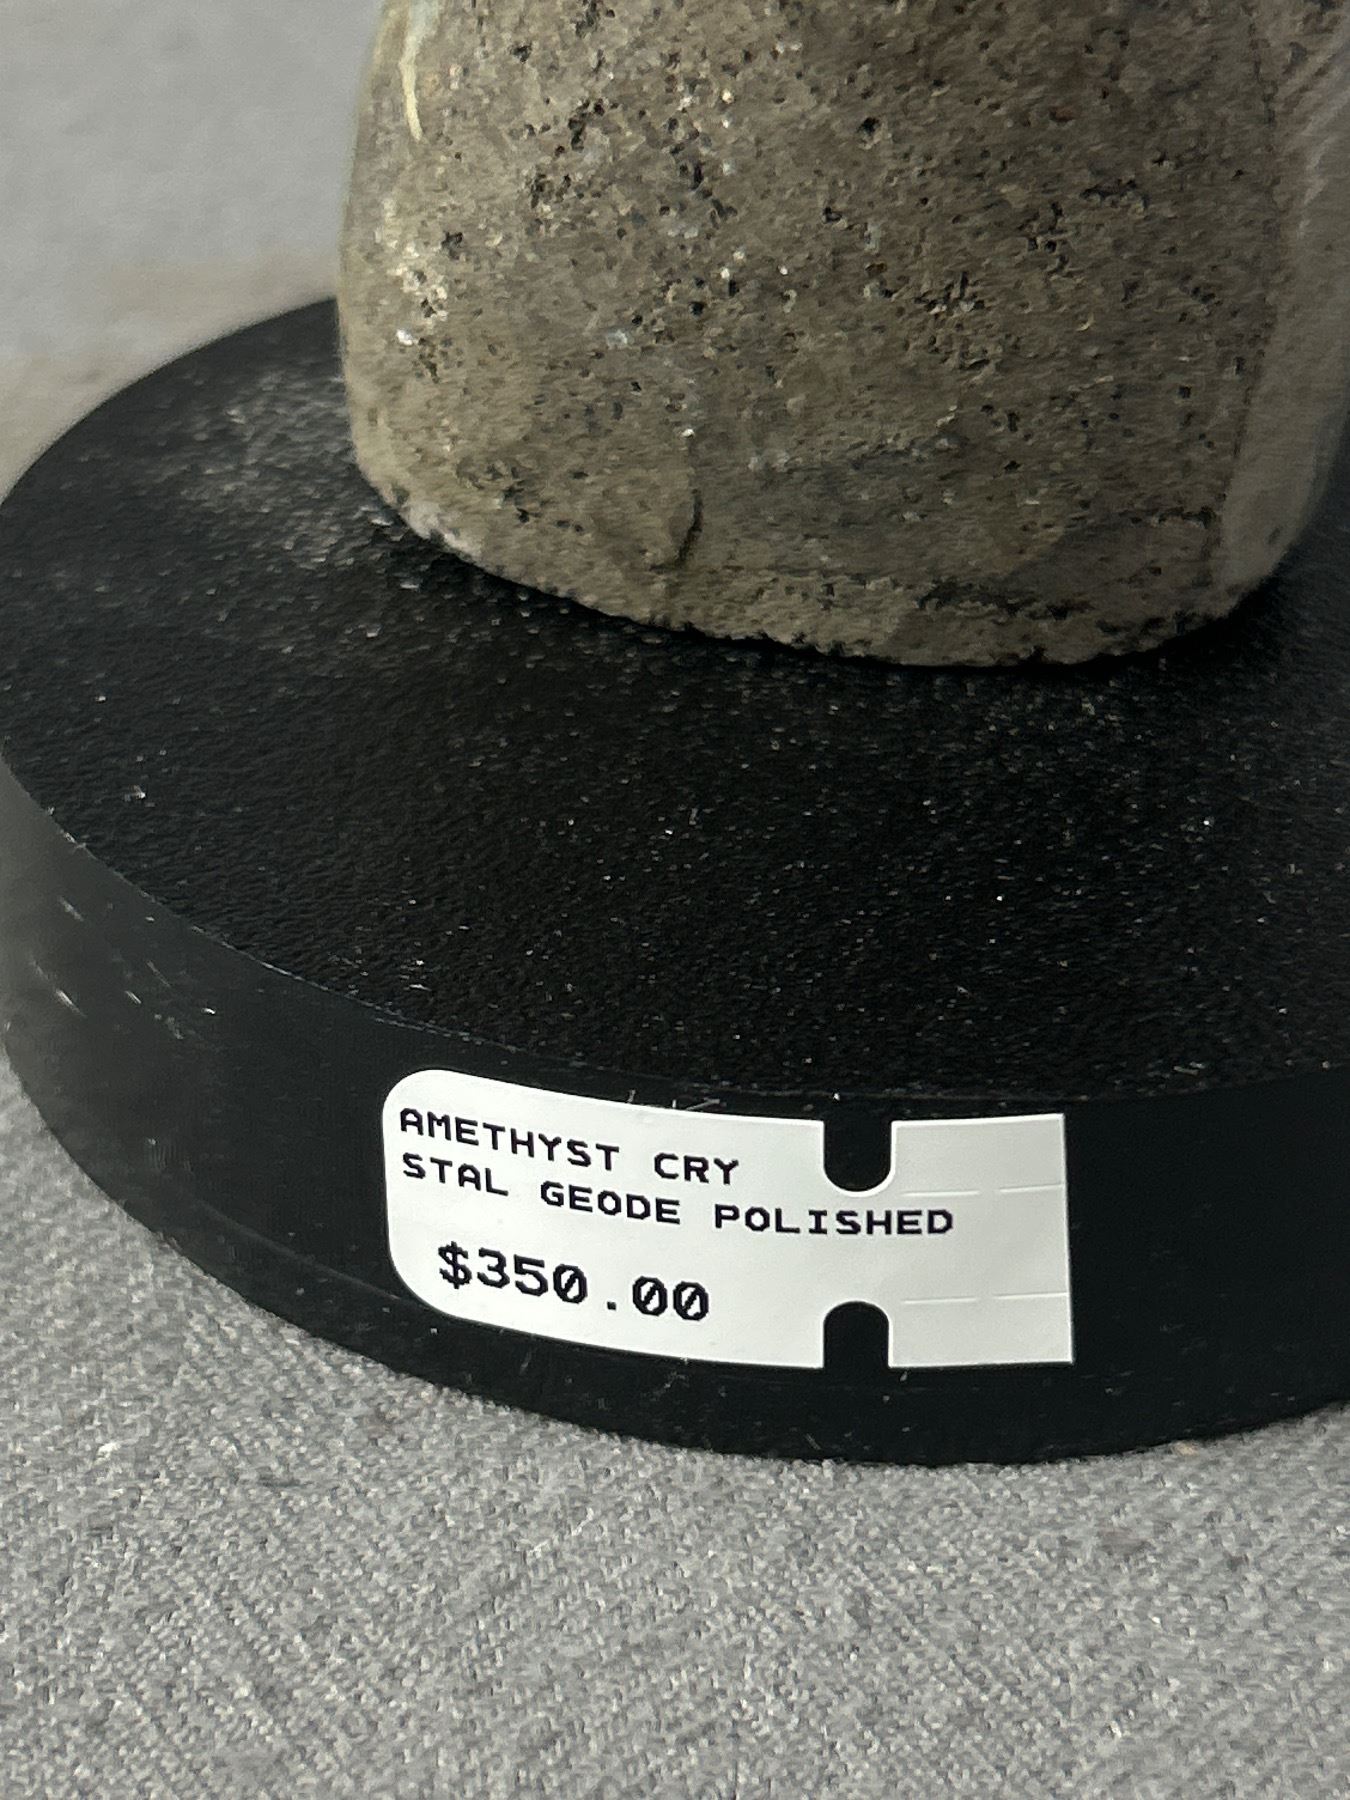 AMETHYST CRY
STAL GEODE POLISHED
$350.00